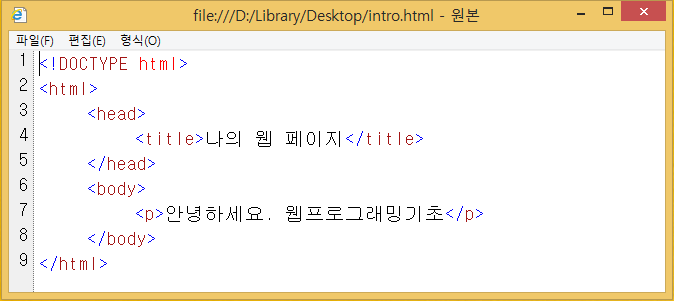 file:///D:/Library/Desktop/intro.html - 원본
파일(F) 편집(E) 형식(O)
1 <!DOCTYPE html>
2 <html>
3 <head>
4 <title>나의 웹 페이지</title>
5 </head>
6 <body>
7 <p>안녕하세요. 웹프로그래밍기초</p>
8 </body>
9 </html>